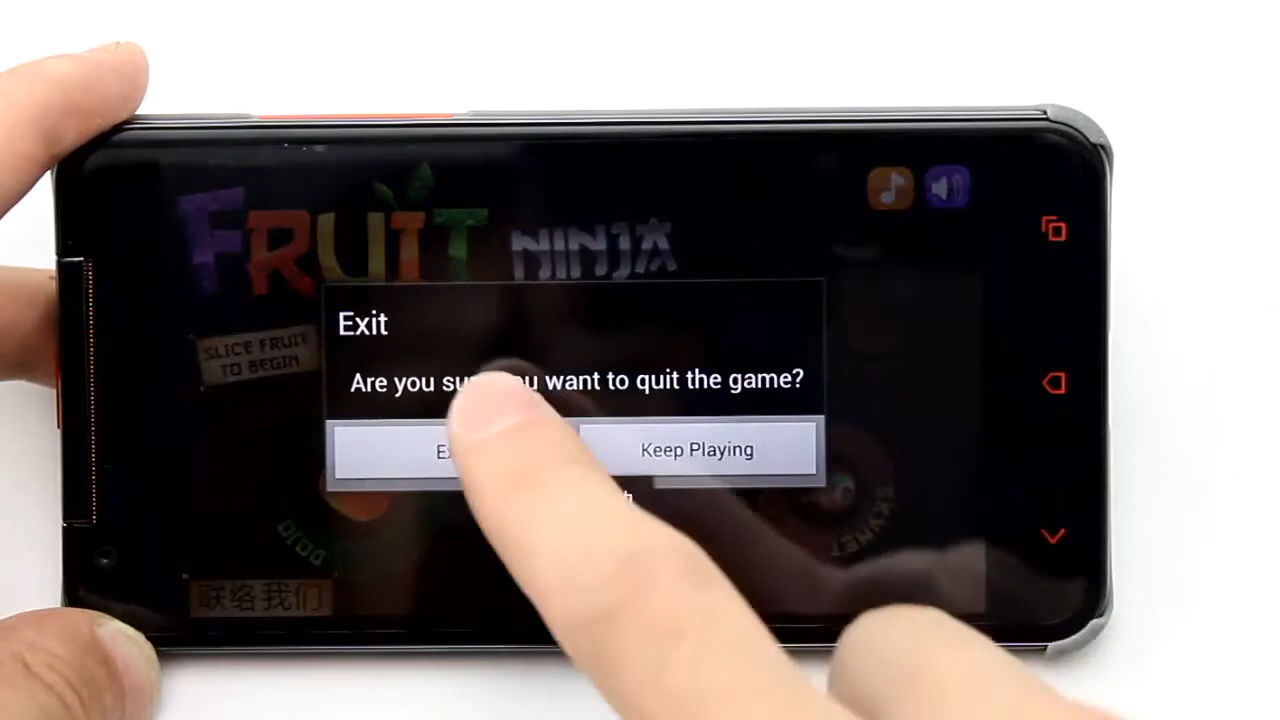 FRUIT NINJA
SLICE FRUIT
TO BEGIN
Exit
Are you want to quit the game?
Keep Playing
DOJO
联络我们